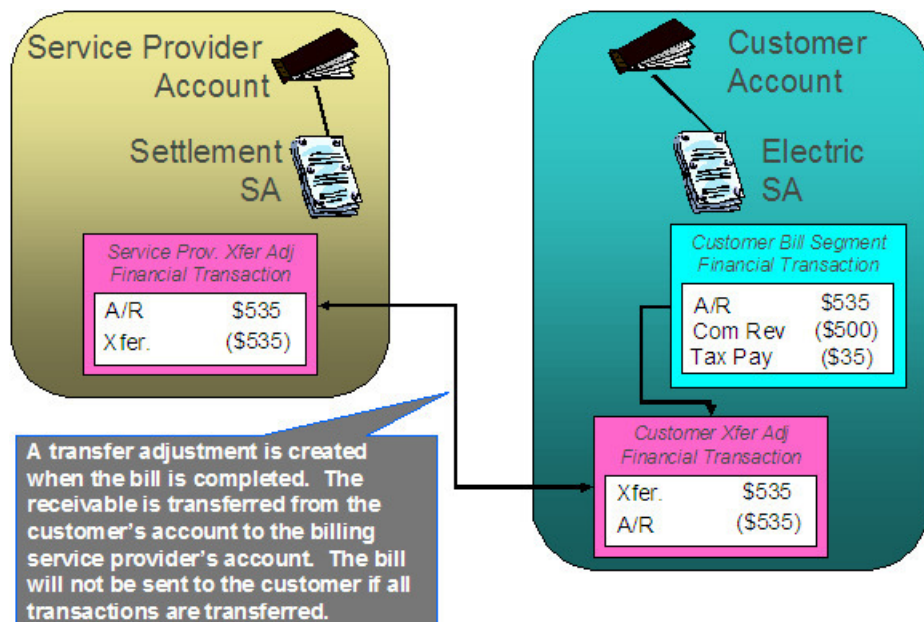 Service Provider
Account
Settlement
SA
Service Prov. Xfer Adj
Financial Transaction
A/R $535
Xfer. ($535)
Customer
Account
Electric
SA
Customer Bill Segment
Financial Transaction
A/R $535
Com Rev ($500)
Tax Pay ($35)
Customer Xfer Adj
Financial Transaction
Xfer. $535
A/R ($535)
A transfer adjustment is created
when the bill is completed. The
receivable is transferred from the
customer's account to the billing
service provider's account. The bill
will not be sent to the customer if all
transactions are transferred.